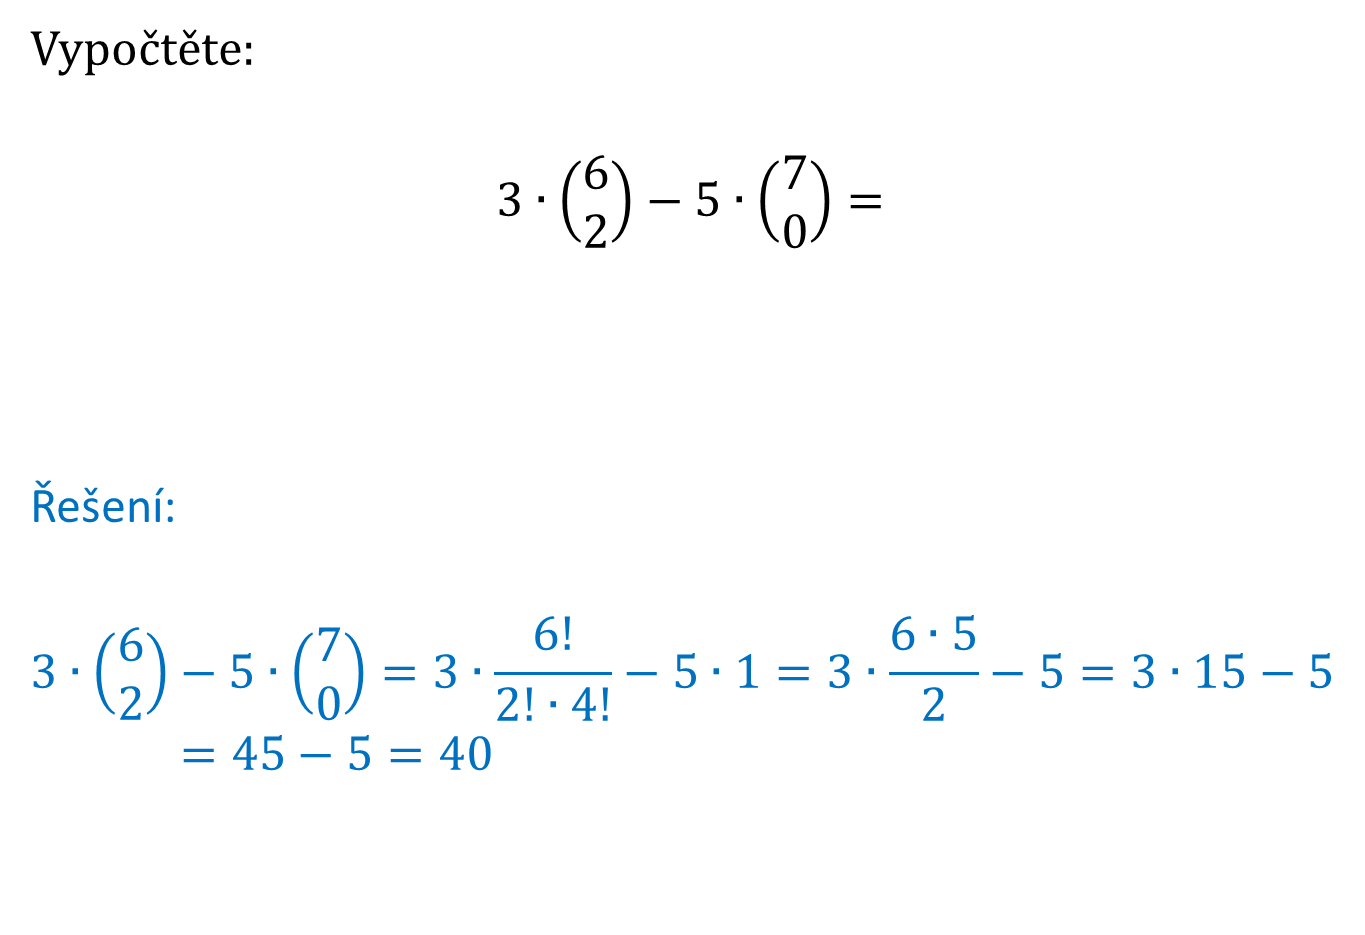 Vypočtěte:
3 · (6 2) − 5 · (7 0) =
Řešení:
3 · (6 2) − 5 · (7 0) = 3 · 6!/(2! · 4!) − 5 · 1 = 3 · (6 · 5)/2 − 5 = 3 · 15 − 5
= 45 − 5 = 40